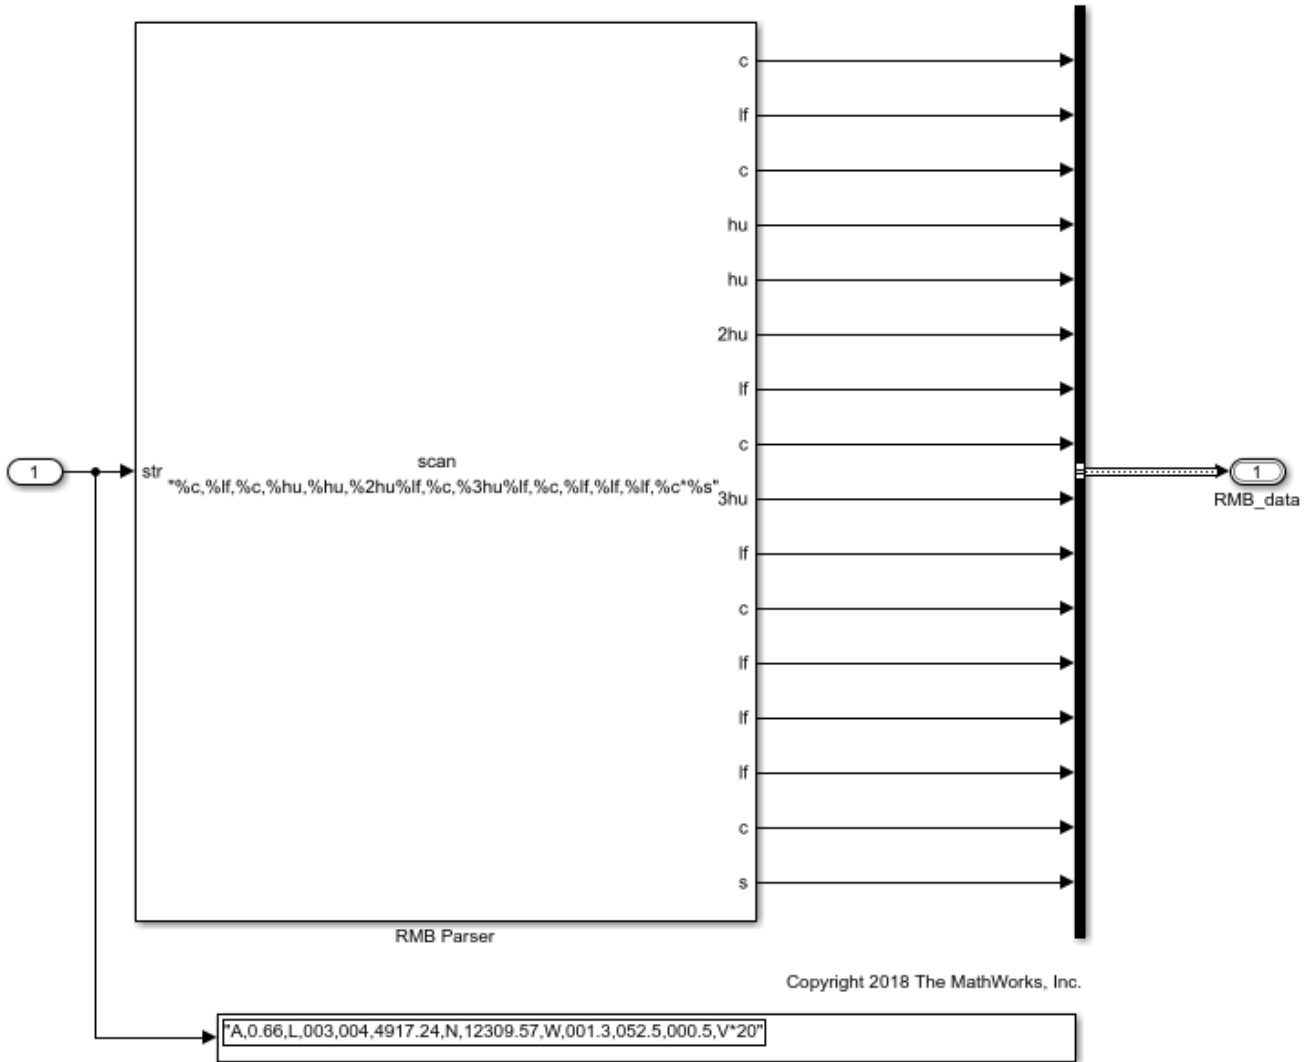 c
lf
c
hu
hu
2hu
lf
c
1
str
scan
"%c,%lf,%c,%hu,%hu,%2hu%lf,%c,%3hu%lf,%c,%lf,%lf,%lf,%c*%s"
3hu
lf
c
lf
lf
lf
c
s
1
RMB_data
RMB Parser
Copyright 2018 The MathWorks, Inc.
"A,0.66,L,003,004,4917.24,N,12309.57,W,001.3,052.5,000.5,V*20"